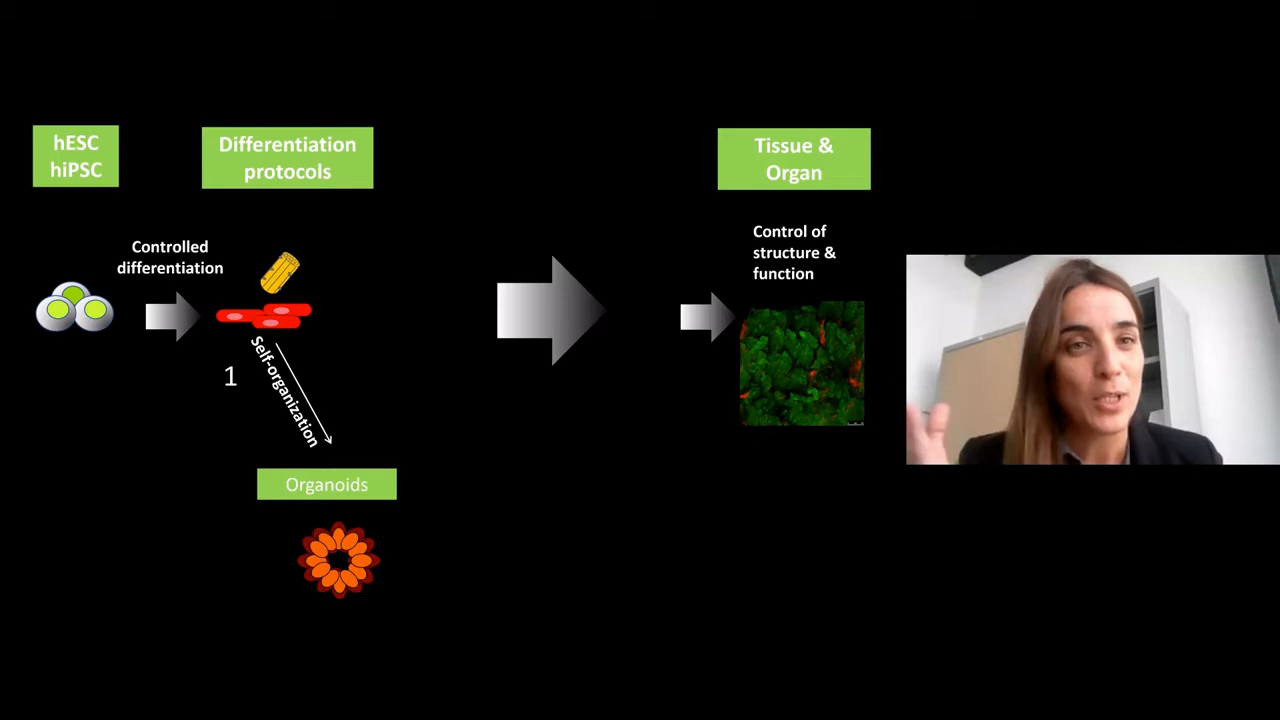 hESC
hiPSC
Differentiation
protocols
Tissue &
Organ
Controlled
differentiation
Control of
structure &
function
1
Self-organization
Organoids